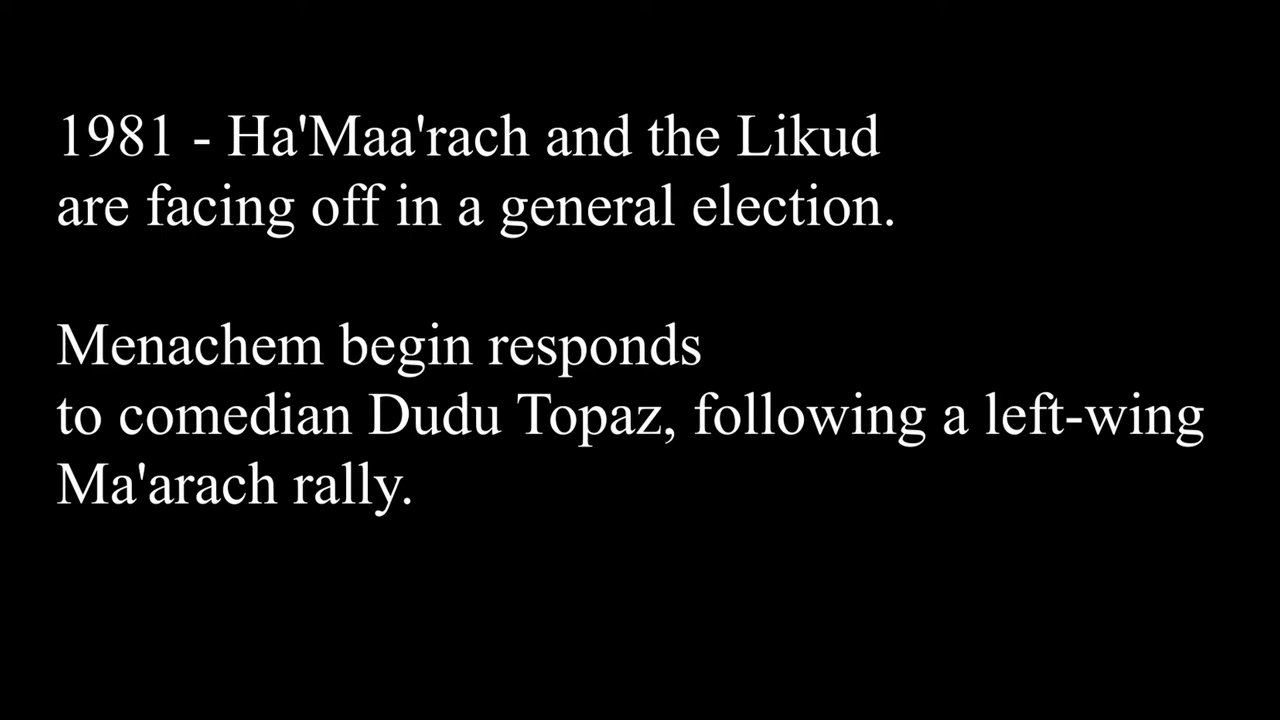 1981 - Ha'Maa'rach and the Likud
are facing off in a general election.
Menachem begin responds
to comedian Dudu Topaz, following a left-wing
Ma'arach rally.